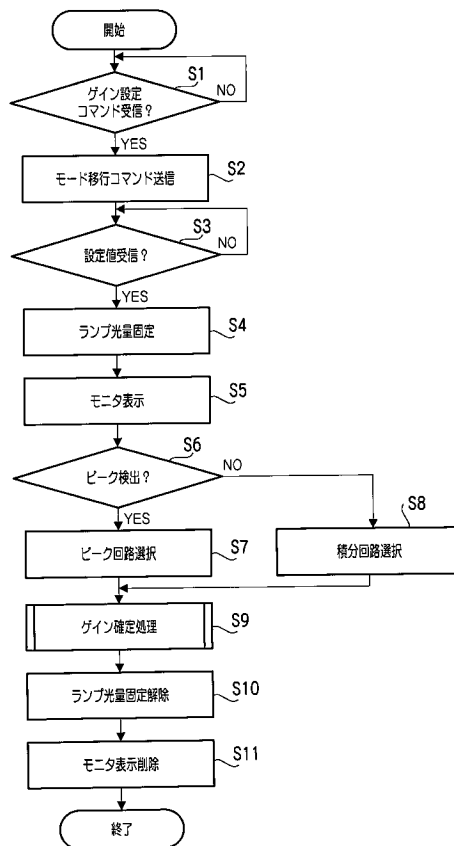 開始
S1
ゲイン設定
コマンド受信?
NO
YES
S2
モード移行コマンド送信
S3
設定値受信?
NO
YES
S4
ランプ光量固定
S5
モニタ表示
S6
ピーク検出?
NO
YES
S7
ピーク回路選択
S8
積分回路選択
S9
ゲイン確定処理
S10
ランプ光量固定解除
S11
モニタ表示削除
終了